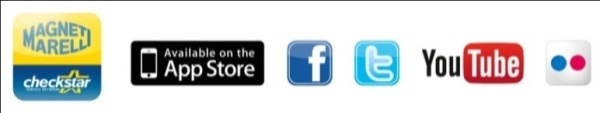 MAGNETI
MARELLI
checkstar
Available on the
App Store
f
t
YouTube